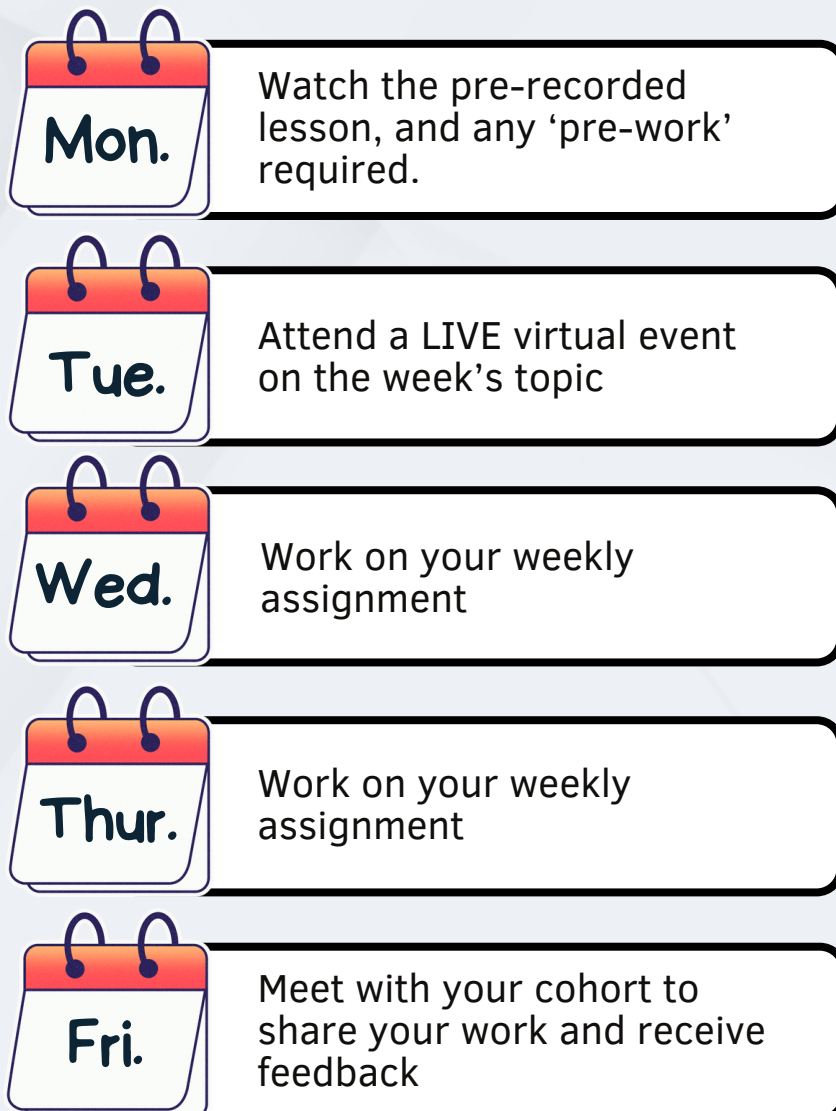 Mon.
Watch the pre-recorded
lesson, and any ‘pre-work’
required.
Tue.
Attend a LIVE virtual event
on the week’s topic
Wed.
Work on your weekly
assignment
Thur.
Work on your weekly
assignment
Fri.
Meet with your cohort to
share your work and receive
feedback